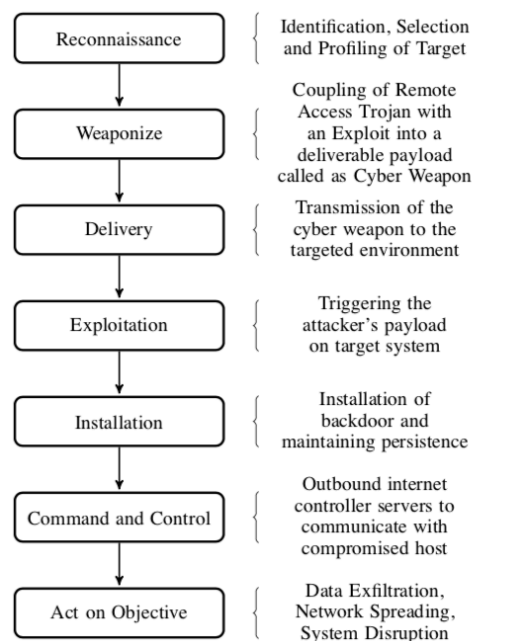 Reconnaissance
Identification, Selection
and Profiling of Target
Weaponize
Coupling of Remote
Access Trojan with
an Exploit into a
deliverable payload
called as Cyber Weapon
Delivery
Transmission of the
cyber weapon to the
targeted environment
Exploitation
Triggering the
attacker's payload
on target system
Installation
Installation of
backdoor and
maintaining persistence
Command and Control
Outbound internet
controller servers to
communicate with
compromised host
Act on Objective
Data Exfiltration,
Network Spreading,
System Disruption